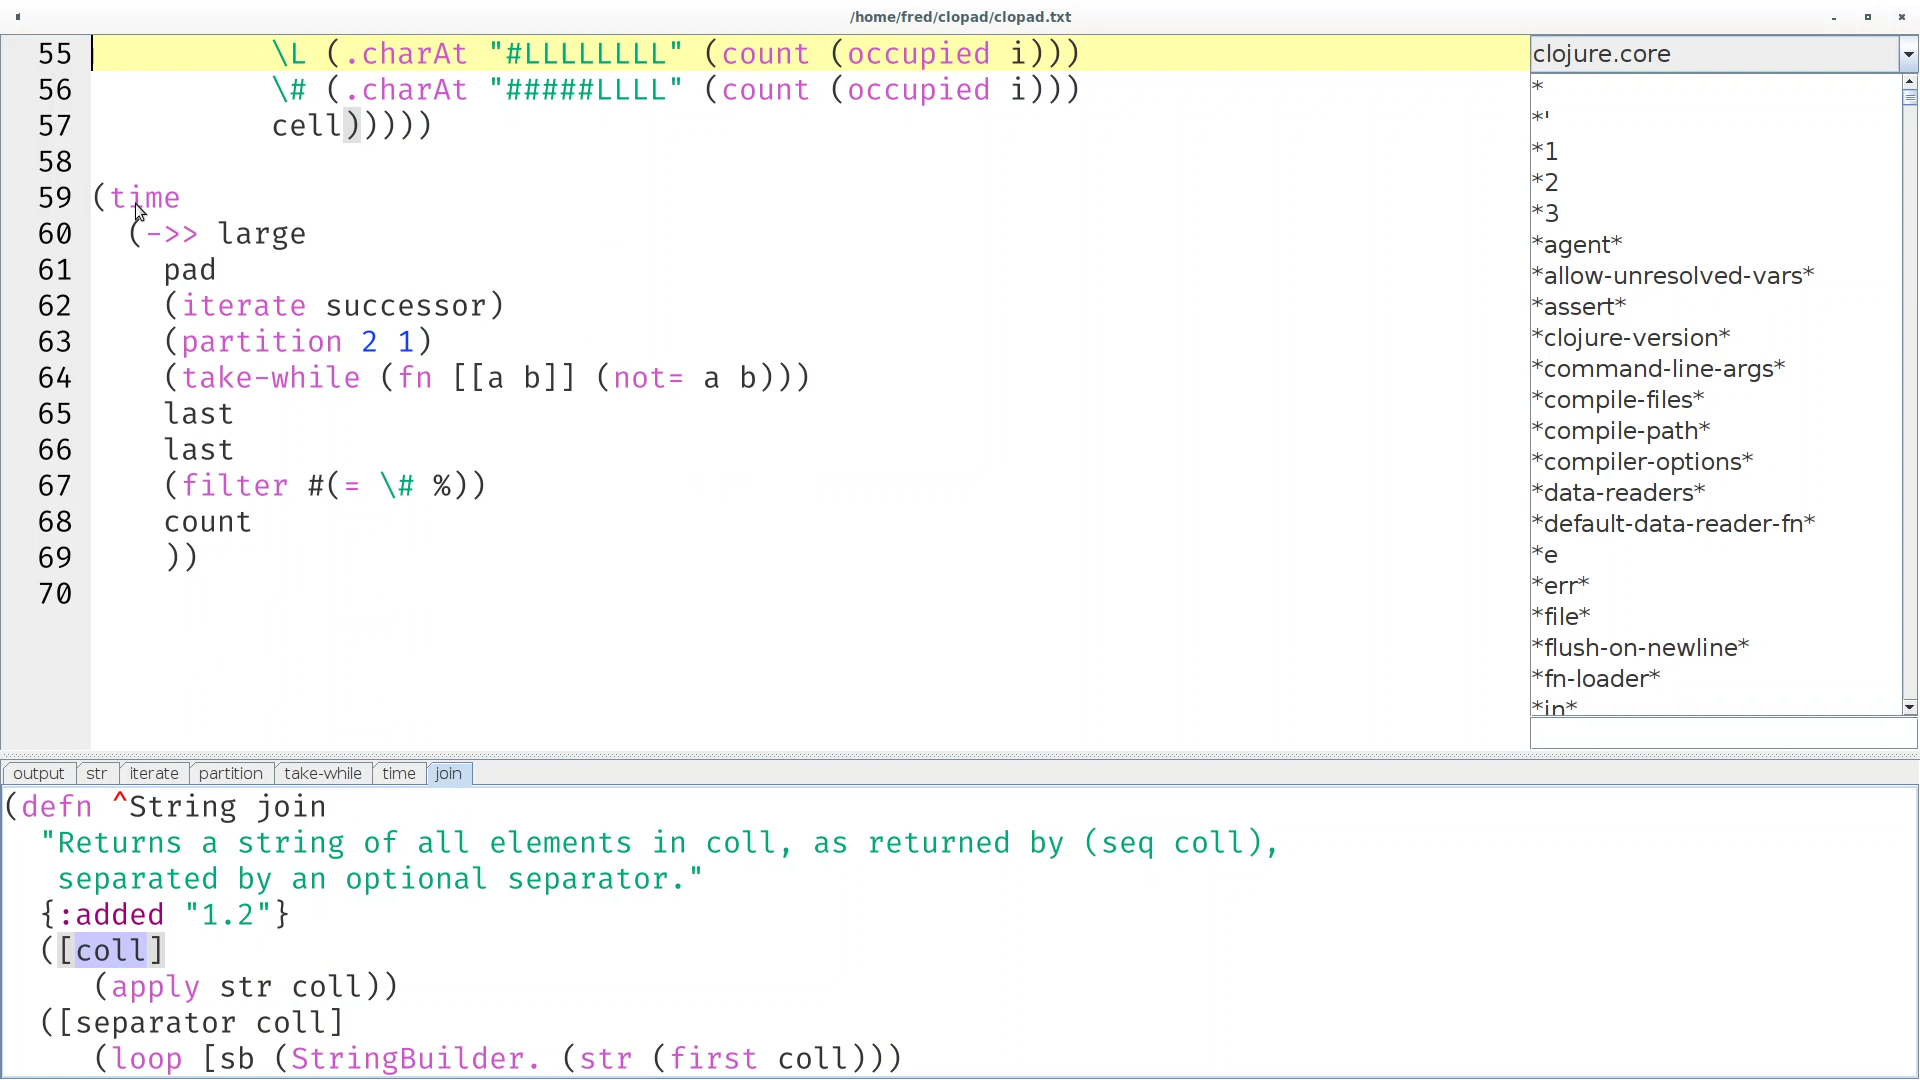 /home/fred/clopad/clopad.txt
55 \L (.charAt "#LLLLLLLL" (count (occupied i)))
56 \# (.charAt "#####LLLL" (count (occupied i)))
57 cell)))))
58
59 (time
60 (->> large
61 pad
62 (iterate successor)
63 (partition 2 1)
64 (take-while (fn [[a b]] (not= a b)))
65 last
66 last
67 (filter #(= \# %))
68 count
69 ))
70
clojure.core
*
*'
*1
*2
*3
*agent*
*allow-unresolved-vars*
*assert*
*clojure-version*
*command-line-args*
*compile-files*
*compile-path*
*compiler-options*
*data-readers*
*default-data-reader-fn*
*e
*err*
*file*
*flush-on-newline*
*fn-loader*
*in*
output str iterate partition take-while time join
(defn ^String join
"Returns a string of all elements in coll, as returned by (seq coll),
separated by an optional separator."
{:added "1.2"}
([coll]
(apply str coll))
([separator coll]
(loop [sb (StringBuilder. (str (first coll)))